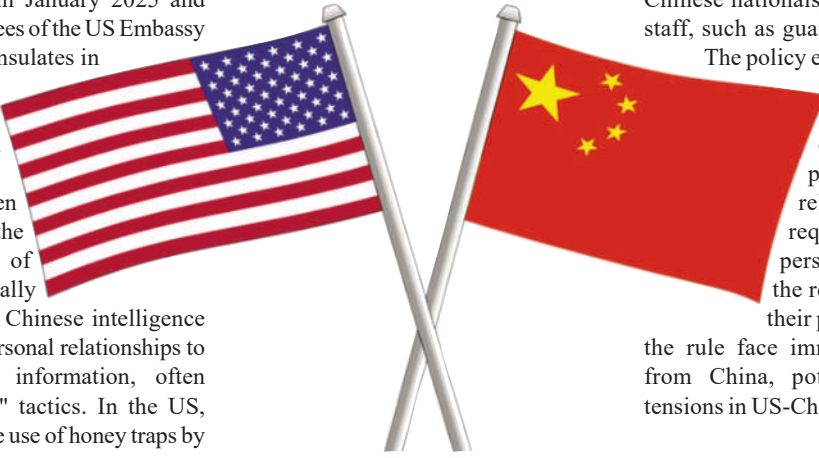 January 2025 and
ees of the US Embassy
nsulates in
en
the
of
ally
Chinese intelligence
rsonal relationships to
information, often
" tactics. In the US,
e use of honey traps by
Chinese nationals
staff, such as gua
The policy e
p
re
req
pers
the r
their p
the rule face im
from China, pot
tensions in US-Ch